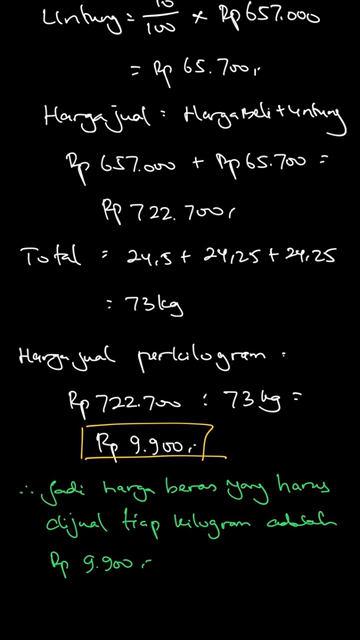 Untung = 10/100 x Rp 657.000
= Rp 65.700,-
Harga jual = Harga beli + Untung
Rp 657.000 + Rp 65.700 =
Rp 722.700,-
Total = 24,5 + 24,25 + 24,25
= 73 kg
Harga jual perkilogram =
Rp 722.700 : 73 kg =
Rp 9.900,-
∴ Jadi harga beras yang harus
dijual tiap kilogram adalah
Rp 9.900,-